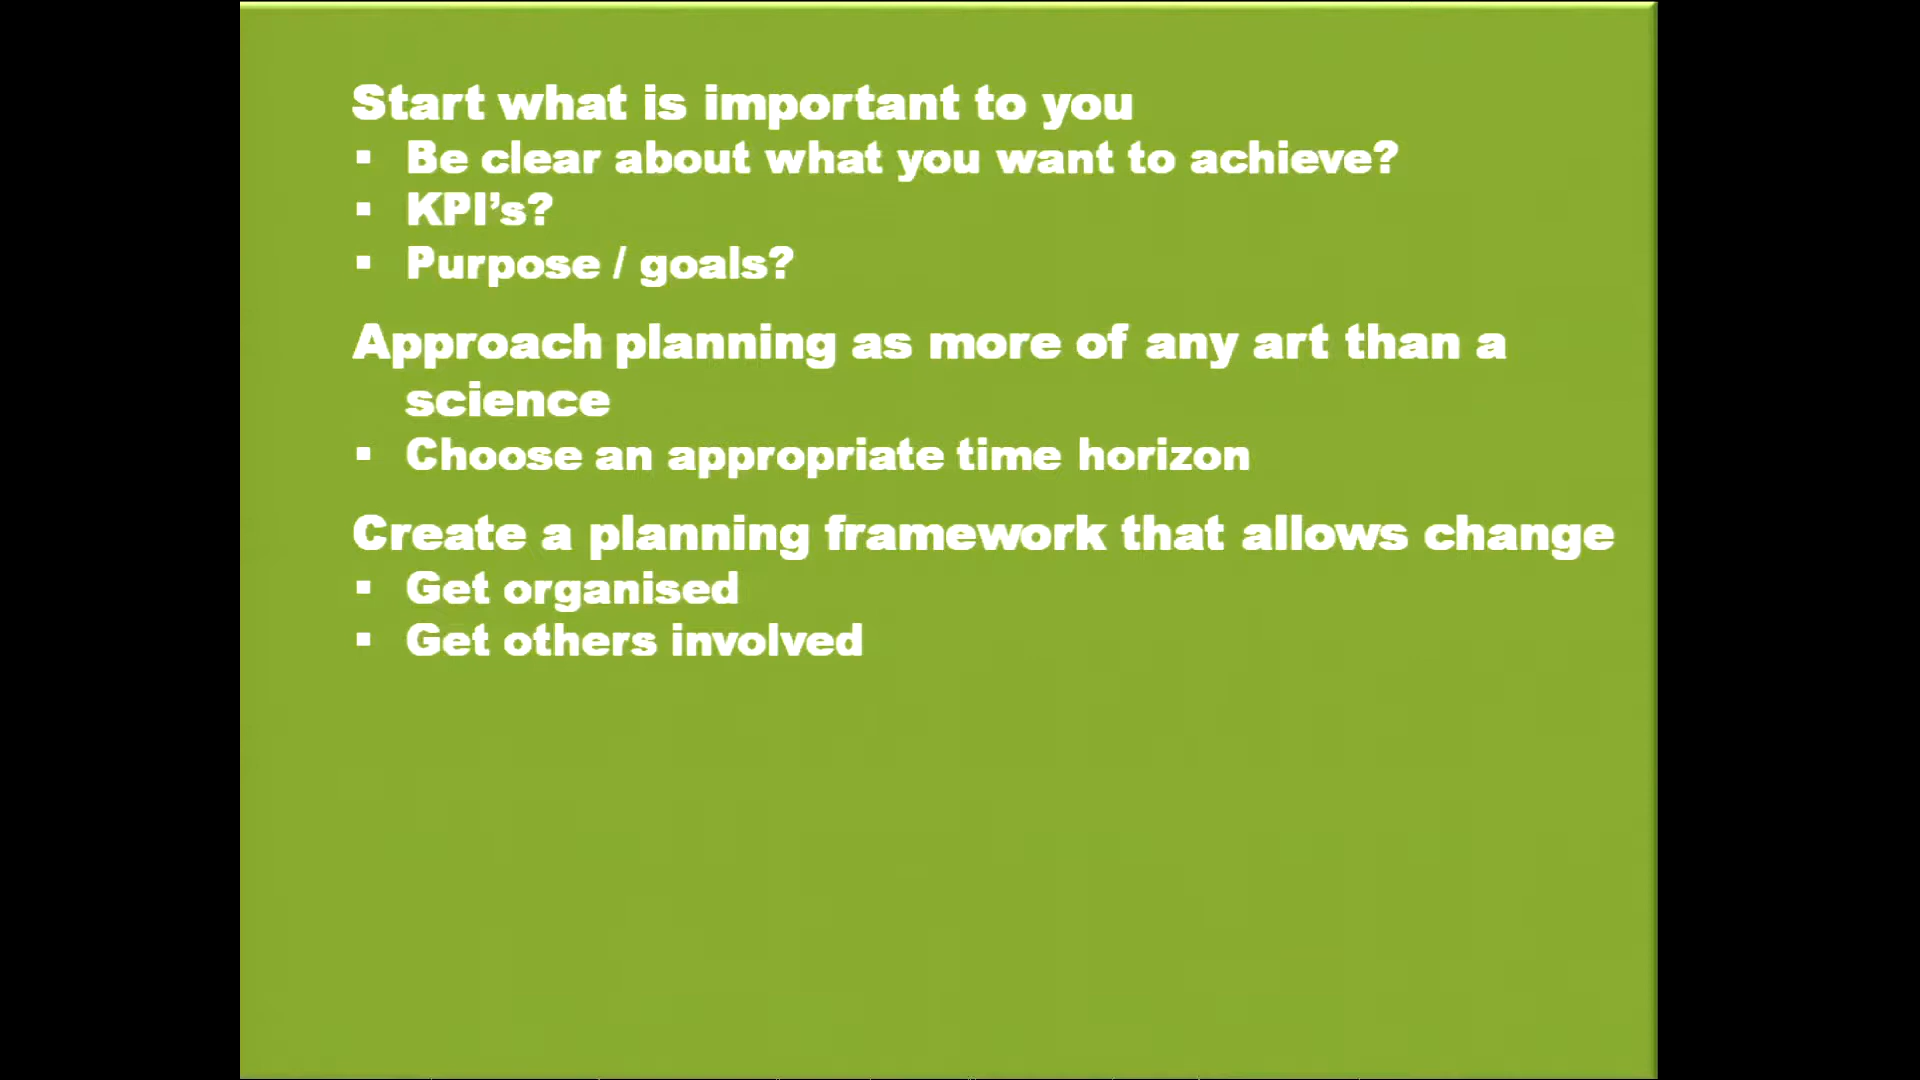 Start what is important to you
▪ Be clear about what you want to achieve?
▪ KPI’s?
▪ Purpose / goals?
Approach planning as more of any art than a
science
▪ Choose an appropriate time horizon
Create a planning framework that allows change
▪ Get organised
▪ Get others involved